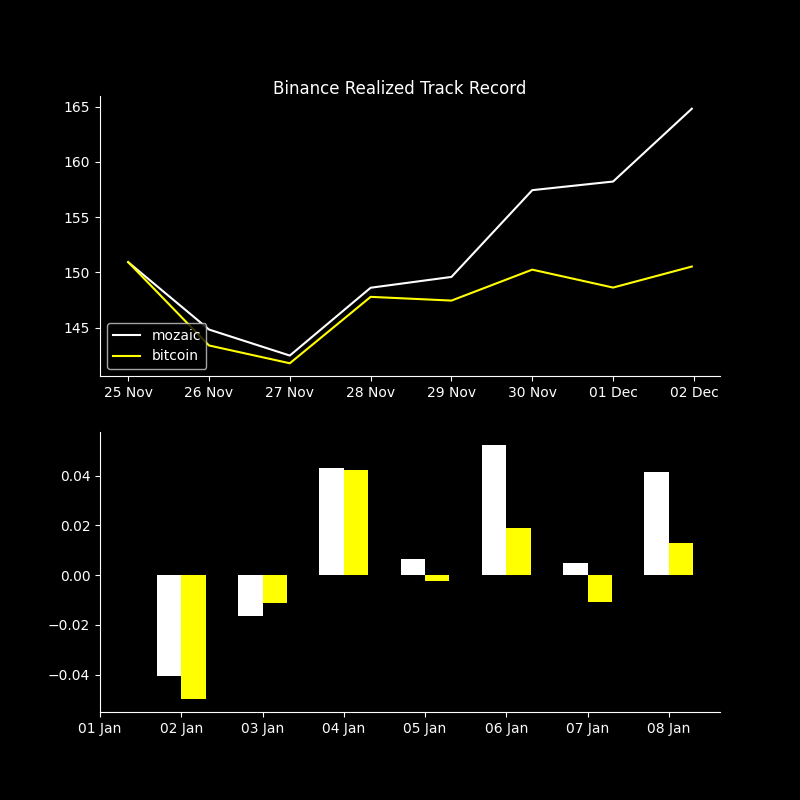 Binance Realized Track Record
165
160
155
150
145
mozaic
bitcoin
25 Nov 26 Nov 27 Nov 28 Nov 29 Nov 30 Nov 01 Dec 02 Dec
0.04
0.02
0.00
−0.02
−0.04
01 Jan 02 Jan 03 Jan 04 Jan 05 Jan 06 Jan 07 Jan 08 Jan